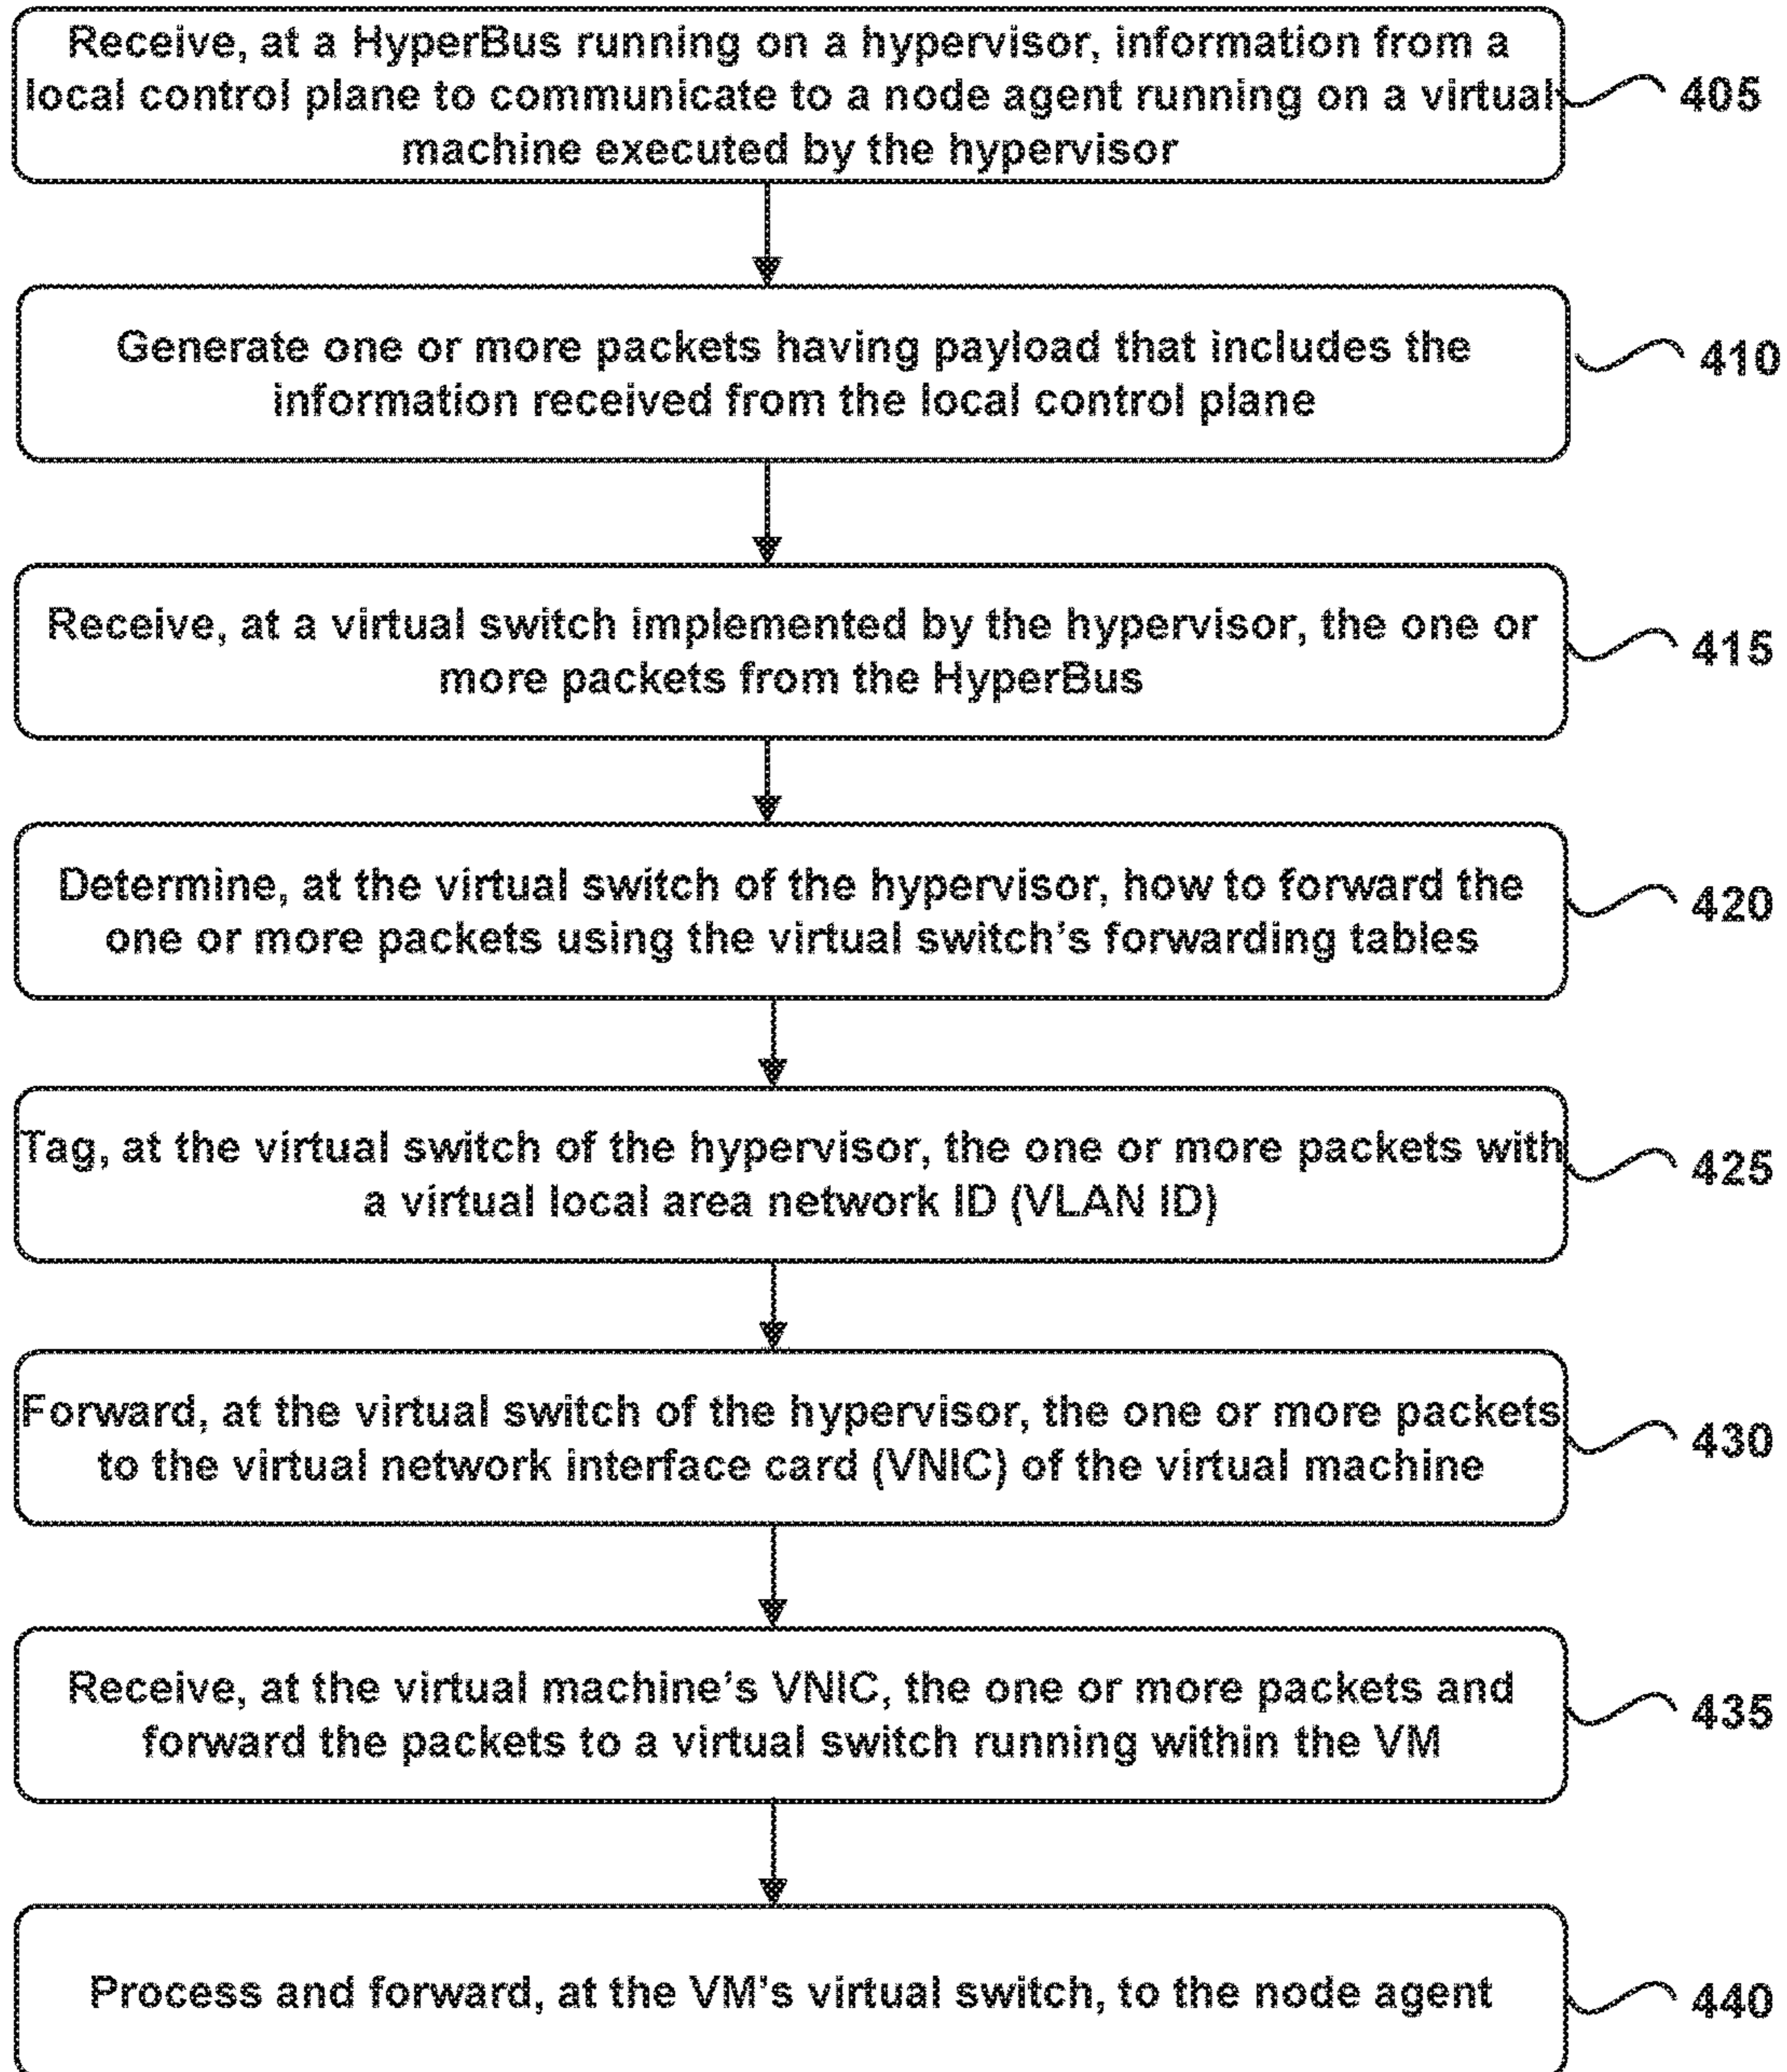 Receive, at a HyperBus running on a hypervisor, information from a
local control plane to communicate to a node agent running on a virtual
machine executed by the hypervisor
405
Generate one or more packets having payload that includes the
information received from the local control plane
410
Receive, at a virtual switch implemented by the hypervisor, the one or
more packets from the HyperBus
415
Determine, at the virtual switch of the hypervisor, how to forward the
one or more packets using the virtual switch's forwarding tables
420
Tag, at the virtual switch of the hypervisor, the one or more packets with
a virtual local area network ID (VLAN ID)
425
Forward, at the virtual switch of the hypervisor, the one or more packets
to the virtual network interface card (VNIC) of the virtual machine
430
Receive, at the virtual machine's VNIC, the one or more packets and
forward the packets to a virtual switch running within the VM
435
Process and forward, at the VM's virtual switch, to the node agent
440